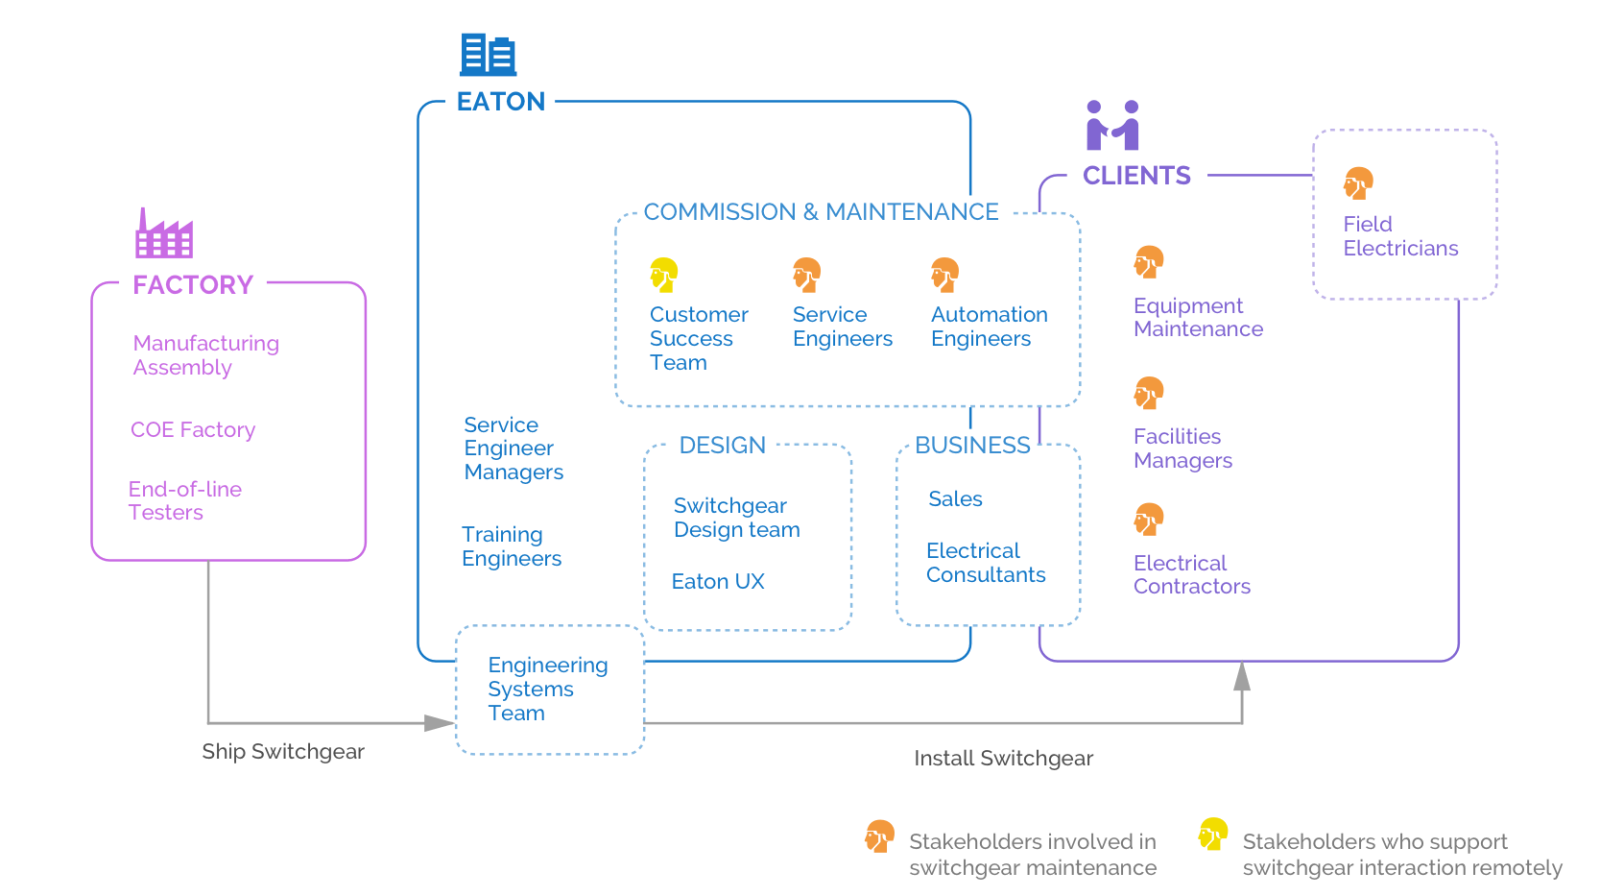 EATON
CLIENTS
FACTORY
Manufacturing
Assembly
COE Factory
End-of-line
Testers
COMMISSION & MAINTENANCE
Customer
Success
Team
Service
Engineers
Automation
Engineers
Service
Engineer
Managers
Training
Engineers
DESIGN
Switchgear
Design team
Eaton UX
BUSINESS
Sales
Electrical
Consultants
Engineering
Systems
Team
Field
Electricians
Equipment
Maintenance
Facilities
Managers
Electrical
Contractors
Ship Switchgear
Install Switchgear
Stakeholders involved in
switchgear maintenance
Stakeholders who support
switchgear interaction remotely